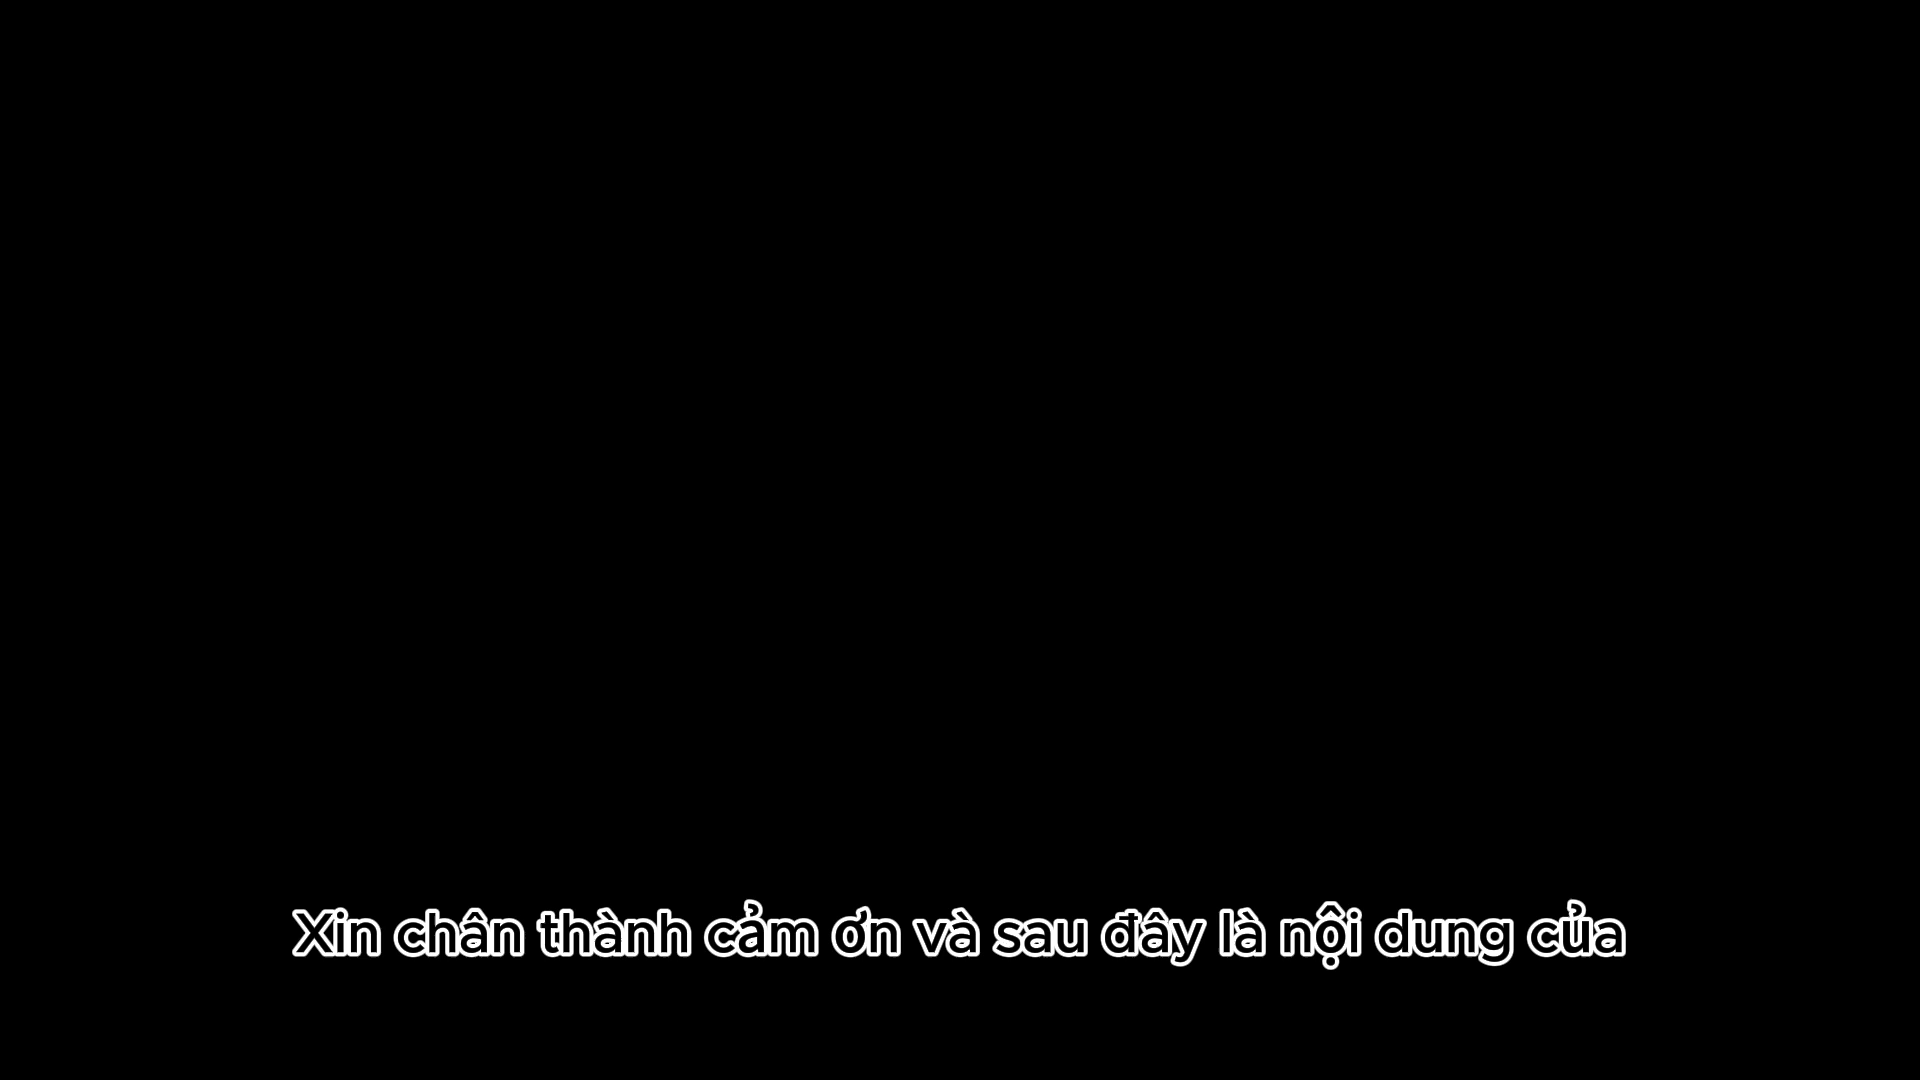 Xin chân thành cảm ơn và sau đây là nội dung của